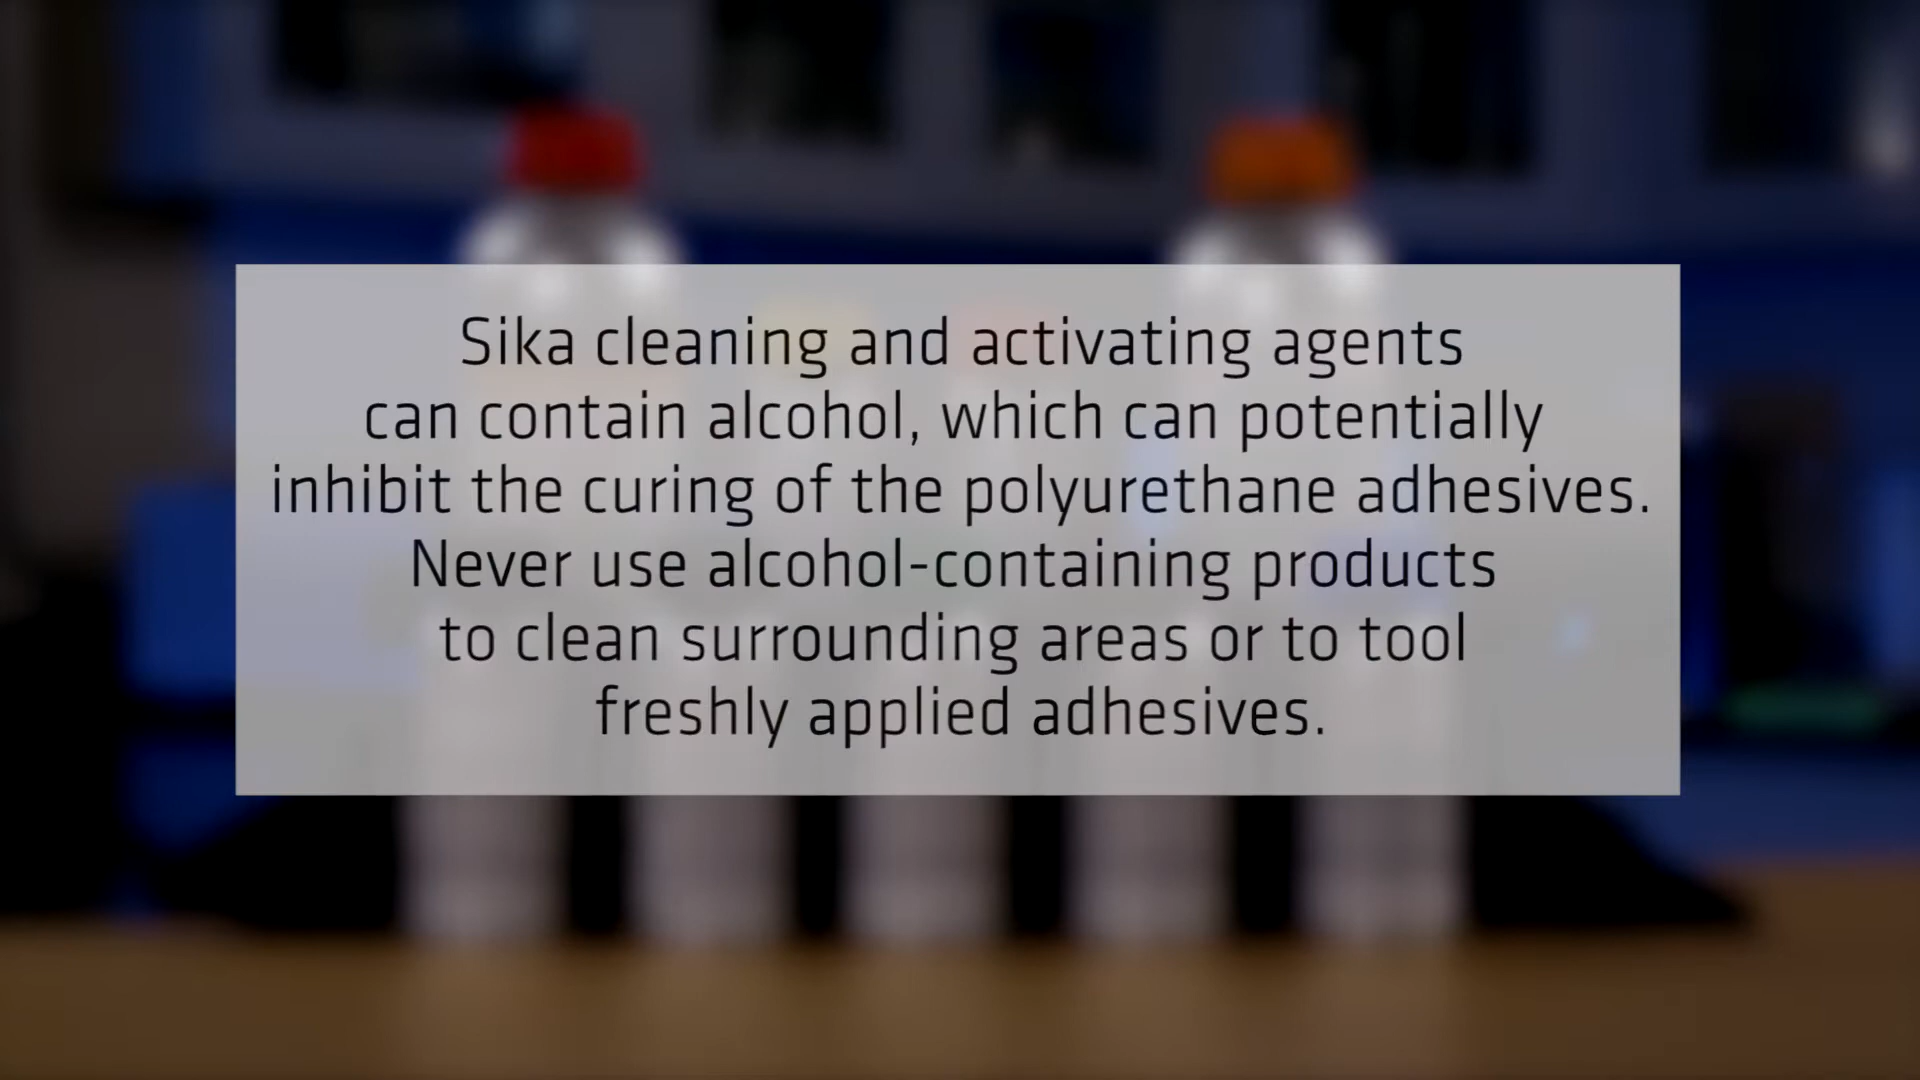 Sika cleaning and activating agents
can contain alcohol, which can potentially
inhibit the curing of the polyurethane adhesives.
Never use alcohol-containing products
to clean surrounding areas or to tool
freshly applied adhesives.